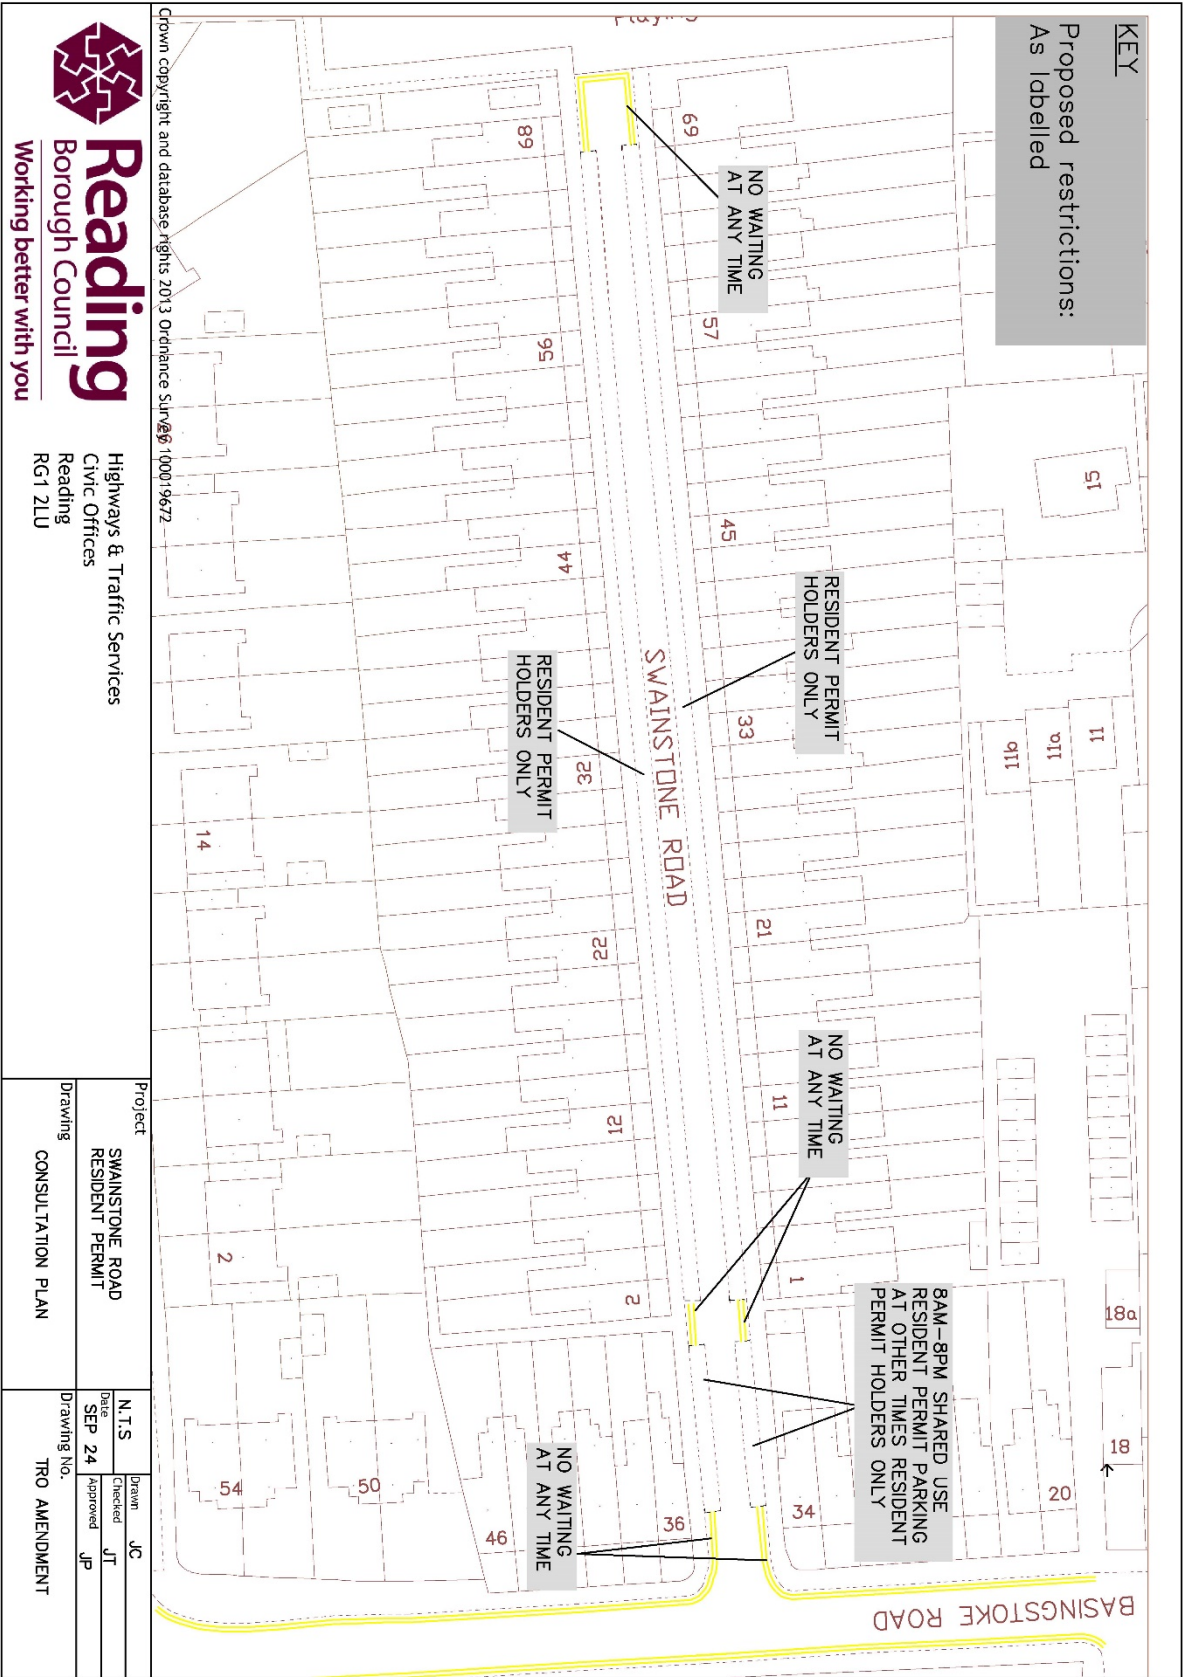 KEY
Proposed restrictions:
As labelled
Playing
15
11
11a
11b
18a
18
20
69
57
45
33
21
11
1
34
NO WAITING
AT ANY TIME
RESIDENT PERMIT
HOLDERS ONLY
NO WAITING
AT ANY TIME
8AM-8PM SHARED USE
RESIDENT PERMIT PARKING
AT OTHER TIMES RESIDENT
PERMIT HOLDERS ONLY
SWAINSTONE ROAD
BASINGSTOKE ROAD
RESIDENT PERMIT
HOLDERS ONLY
NO WAITING
AT ANY TIME
68
56
44
32
22
12
2
36
46
50
54
26
14
2
Crown copyright and database rights 2013 Ordnance Survey 100019672
Reading
Borough Council
Working better with you
Highways & Traffic Services
Civic Offices
Reading
RG1 2LU
Project
SWAINSTONE ROAD
RESIDENT PERMIT
Drawing
CONSULTATION PLAN
N.T.S
Date
SEP 24
Drawn
JC
Checked
JT
Approved
JP
Drawing No.
TRO AMENDMENT